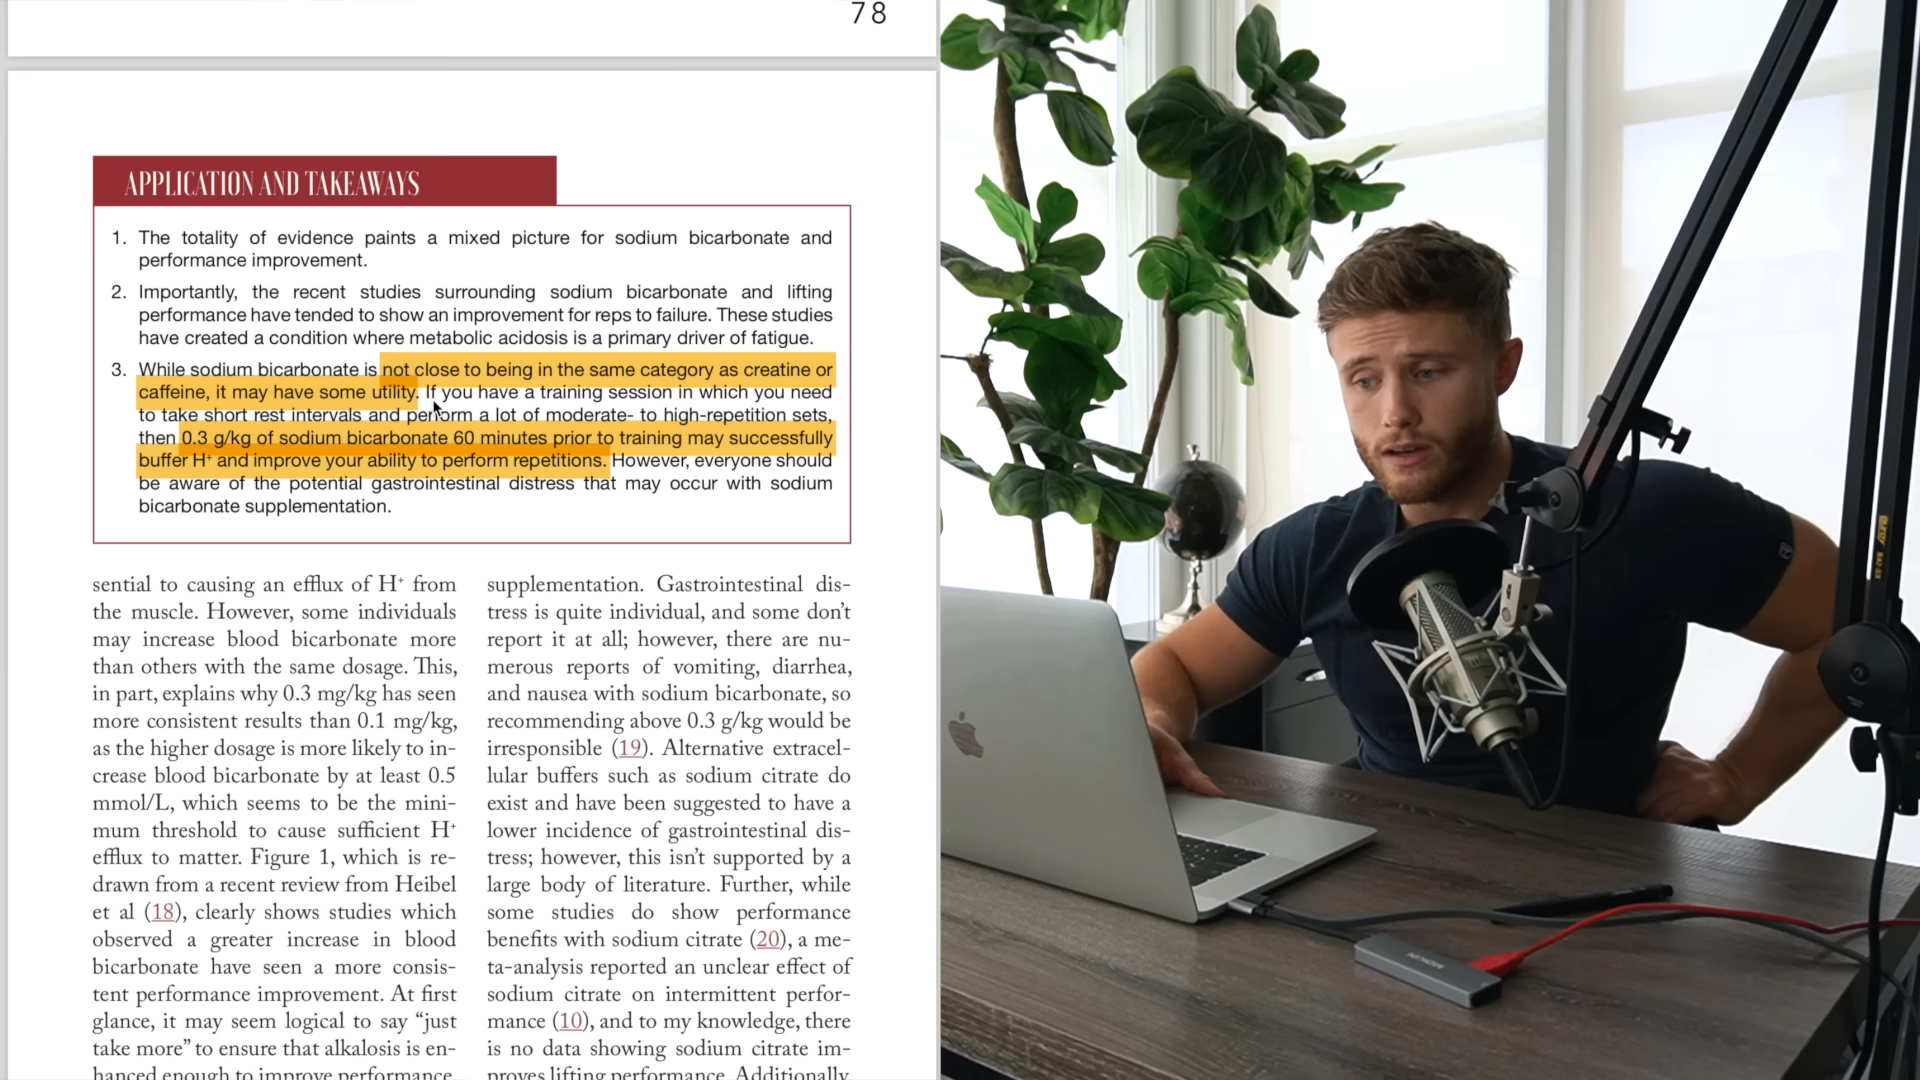 78
APPLICATION AND TAKEAWAYS
1. The totality of evidence paints a mixed picture for sodium bicarbonate and
performance improvement.
2. Importantly, the recent studies surrounding sodium bicarbonate and lifting
performance have tended to show an improvement for reps to failure. These studies
have created a condition where metabolic acidosis is a primary driver of fatigue.
3. While sodium bicarbonate is not close to being in the same category as creatine or
caffeine, it may have some utility. If you have a training session in which you need
to take short rest intervals and perform a lot of moderate- to high-repetition sets,
then 0.3 g/kg of sodium bicarbonate 60 minutes prior to training may successfully
buffer H⁺ and improve your ability to perform repetitions. However, everyone should
be aware of the potential gastrointestinal distress that may occur with sodium
bicarbonate supplementation.
sential to causing an efflux of H⁺ from
the muscle. However, some individuals
may increase blood bicarbonate more
than others with the same dosage. This,
in part, explains why 0.3 mg/kg has seen
more consistent results than 0.1 mg/kg,
as the higher dosage is more likely to in-
crease blood bicarbonate by at least 0.5
mmol/L, which seems to be the mini-
mum threshold to cause sufficient H⁺
efflux to matter. Figure 1, which is re-
drawn from a recent review from Heibel
et al (18), clearly shows studies which
observed a greater increase in blood
bicarbonate have seen a more consis-
tent performance improvement. At first
glance, it may seem logical to say “just
take more” to ensure that alkalosis is en-
hanced enough to improve performance.
supplementation. Gastrointestinal dis-
tress is quite individual, and some don’t
report it at all; however, there are nu-
merous reports of vomiting, diarrhea,
and nausea with sodium bicarbonate, so
recommending above 0.3 g/kg would be
irresponsible (19). Alternative extracel-
lular buffers such as sodium citrate do
exist and have been suggested to have a
lower incidence of gastrointestinal dis-
tress; however, this isn’t supported by a
large body of literature. Further, while
some studies do show performance
benefits with sodium citrate (20), a me-
ta-analysis reported an unclear effect of
sodium citrate on intermittent perfor-
mance (10), and to my knowledge, there
is no data showing sodium citrate im-
proves lifting performance. Additionally,